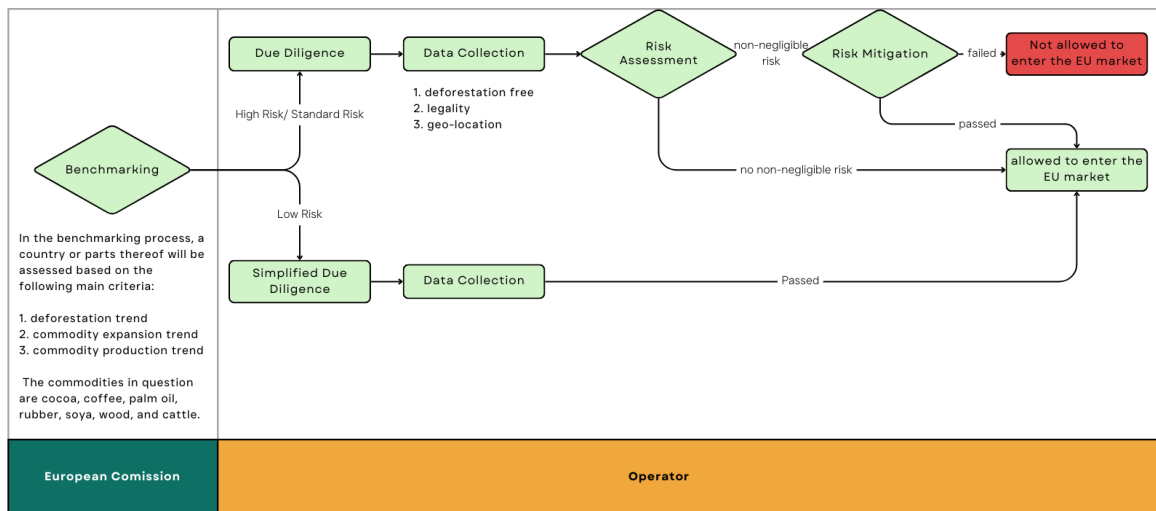 Due Diligence
Data Collection
Risk
Assessment
non-negligible
risk
Risk Mitigation
failed
Not allowed to
enter the EU market
1. deforestation free
2. legality
3. geo-location
High Risk/ Standard Risk
passed
Benchmarking
no non-negligible risk
allowed to enter the
EU market
Low Risk
In the benchmarking process, a
country or parts thereof will be
assessed based on the
following main criteria:
1. deforestation trend
2. commodity expansion trend
3. commodity production trend
The commodities in question
are cocoa, coffee, palm oil,
rubber, soya, wood, and cattle.
Simplified Due
Diligence
Data Collection
Passed
European Comission
Operator